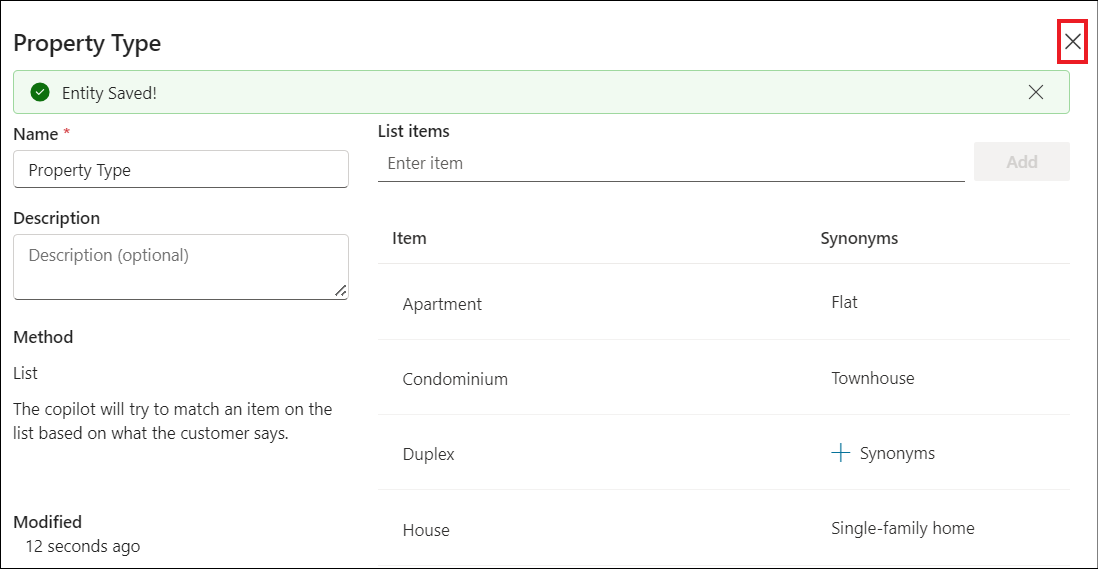 Property Type
Entity Saved!
Name *
Property Type
Description
Description (optional)
Method
List
The copilot will try to match an item on the
list based on what the customer says.
Modified
12 seconds ago
List items
Enter item
Add
Item Synonyms
Apartment Flat
Condominium Townhouse
Duplex Synonyms
House Single-family home